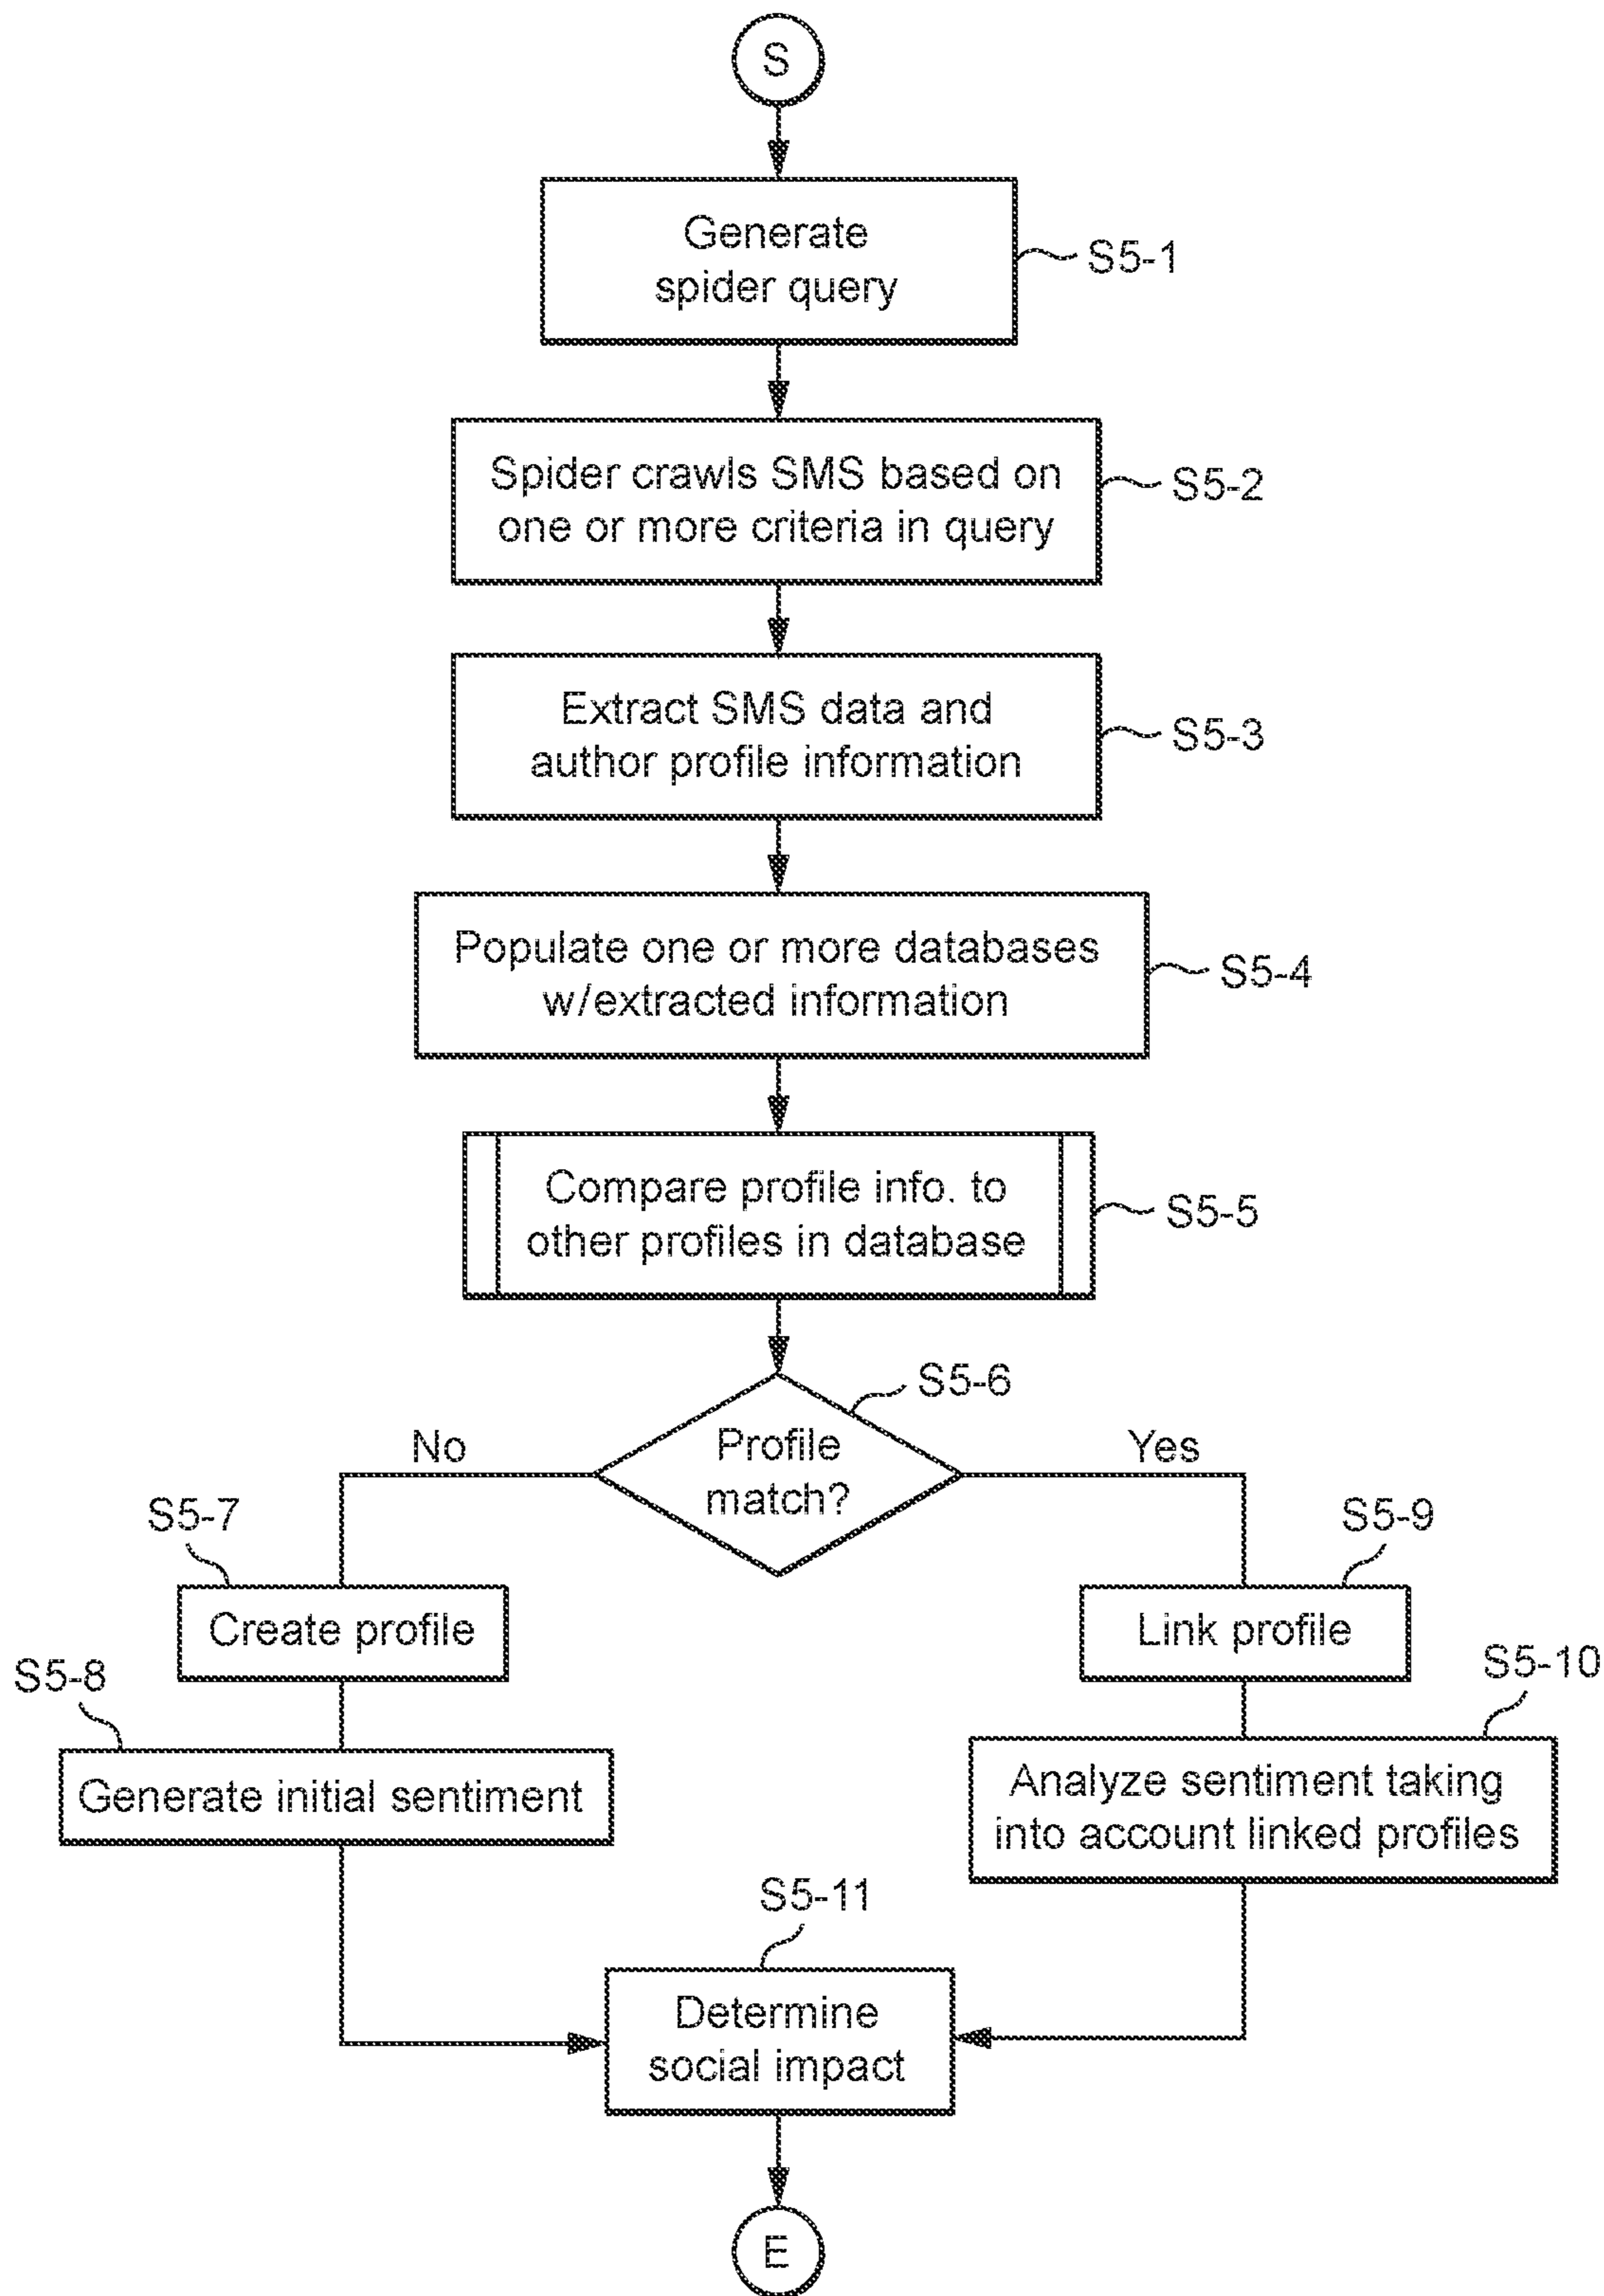 S
Generate
spider query
S5-1
Spider crawls SMS based on
one or more criteria in query
S5-2
Extract SMS data and
author profile information
S5-3
Populate one or more databases
w/extracted information
S5-4
Compare profile info. to
other profiles in database
S5-5
S5-6
Profile
match?
No
Yes
S5-7
Create profile
S5-8
Generate initial sentiment
S5-9
Link profile
S5-10
Analyze sentiment taking
into account linked profiles
S5-11
Determine
social impact
E